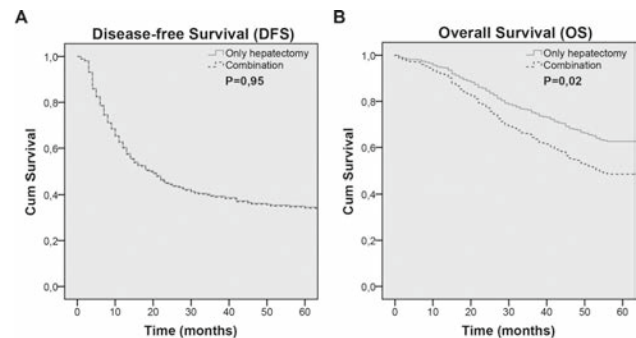 A
Disease-free Survival (DFS)
Only hepatectomy
Combination
P=0,95
Cum Survival
1,0
0,8
0,6
0,4
0,2
0,0
0 10 20 30 40 50 60
Time (months)
B
Overall Survival (OS)
Only hepatectomy
Combination
P=0,02
Cum Survival
1,0
0,8
0,6
0,4
0,2
0,0
0 10 20 30 40 50 60
Time (months)